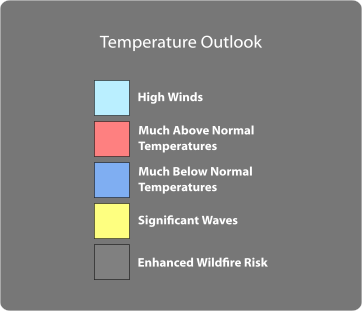 Temperature Outlook
High Winds
Much Above Normal
Temperatures
Much Below Normal
Temperatures
Significant Waves
Enhanced Wildfire Risk